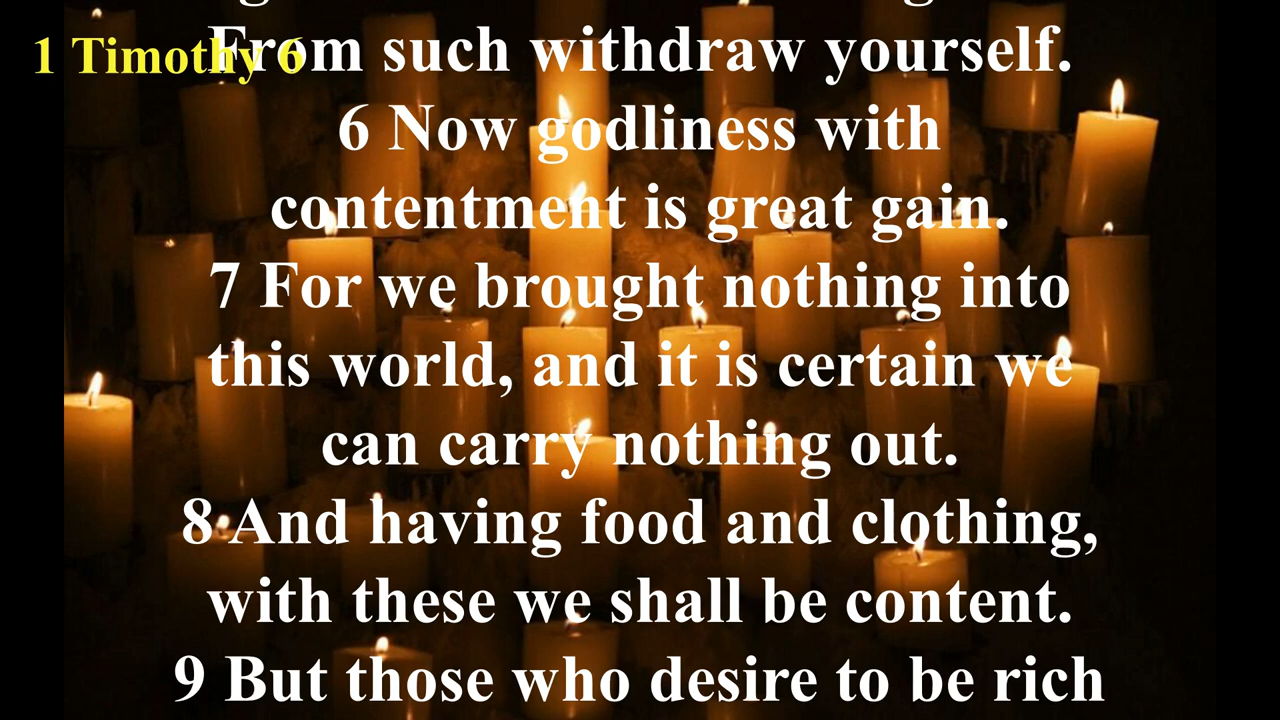 1 Timothy 6
From such withdraw yourself.
6 Now godliness with
contentment is great gain.
7 For we brought nothing into
this world, and it is certain we
can carry nothing out.
8 And having food and clothing,
with these we shall be content.
9 But those who desire to be rich